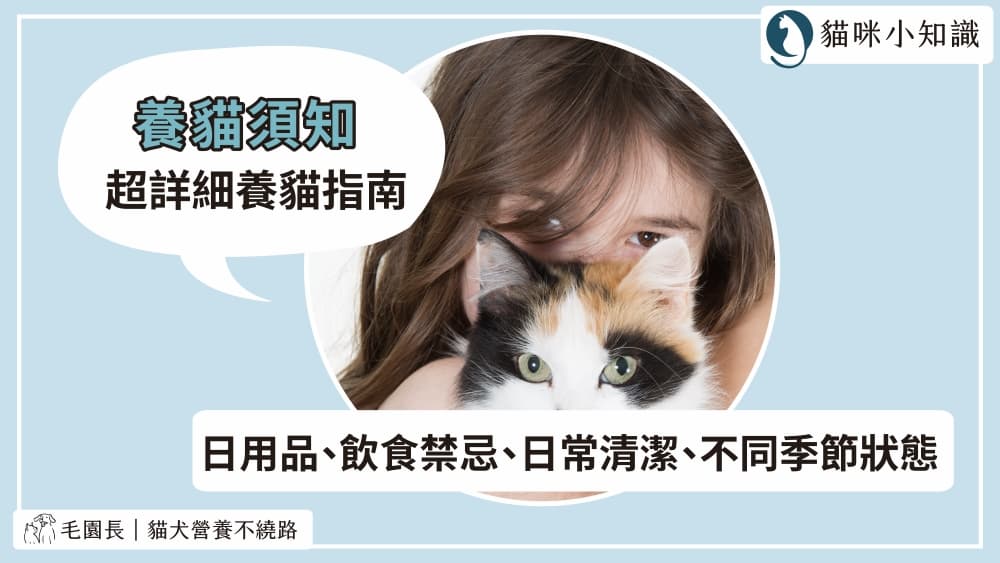 貓咪小知識
養貓須知
超詳細養貓指南
日用品、飲食禁忌、日常清潔、不同季節狀態
毛園長｜貓犬營養不繞路